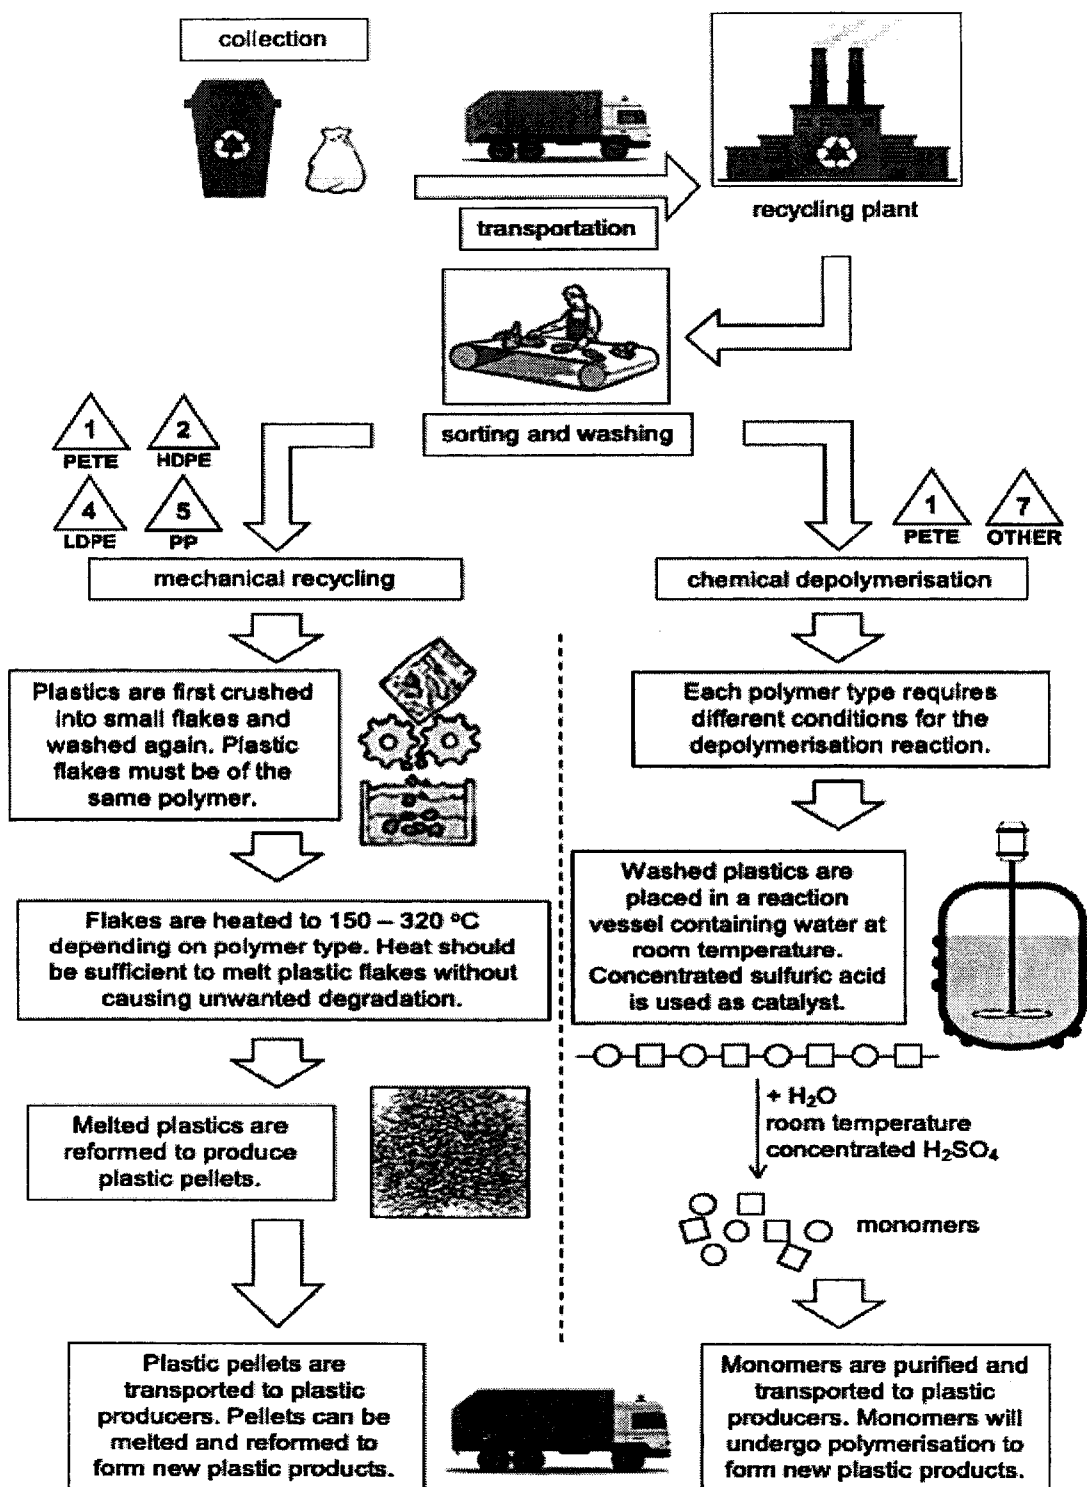 collection
transportation
recycling plant
sorting and washing
1
PETE
2
HDPE
4
LDPE
5
PP
1
PETE
7
OTHER
mechanical recycling
Plastics are first crushed
into small flakes and
washed again. Plastic
flakes must be of the
same polymer.
Flakes are heated to 150 – 320 °C
depending on polymer type. Heat should
be sufficient to melt plastic flakes without
causing unwanted degradation.
Melted plastics are
reformed to produce
plastic pellets.
Plastic pellets are
transported to plastic
producers. Pellets can be
melted and reformed to
form new plastic products.
chemical depolymerisation
Each polymer type requires
different conditions for the
depolymerisation reaction.
Washed plastics are
placed in a reaction
vessel containing water at
room temperature.
Concentrated sulfuric acid
is used as catalyst.
+ H₂O
room temperature
concentrated H₂SO₄
monomers
Monomers are purified and
transported to plastic
producers. Monomers will
undergo polymerisation to
form new plastic products.